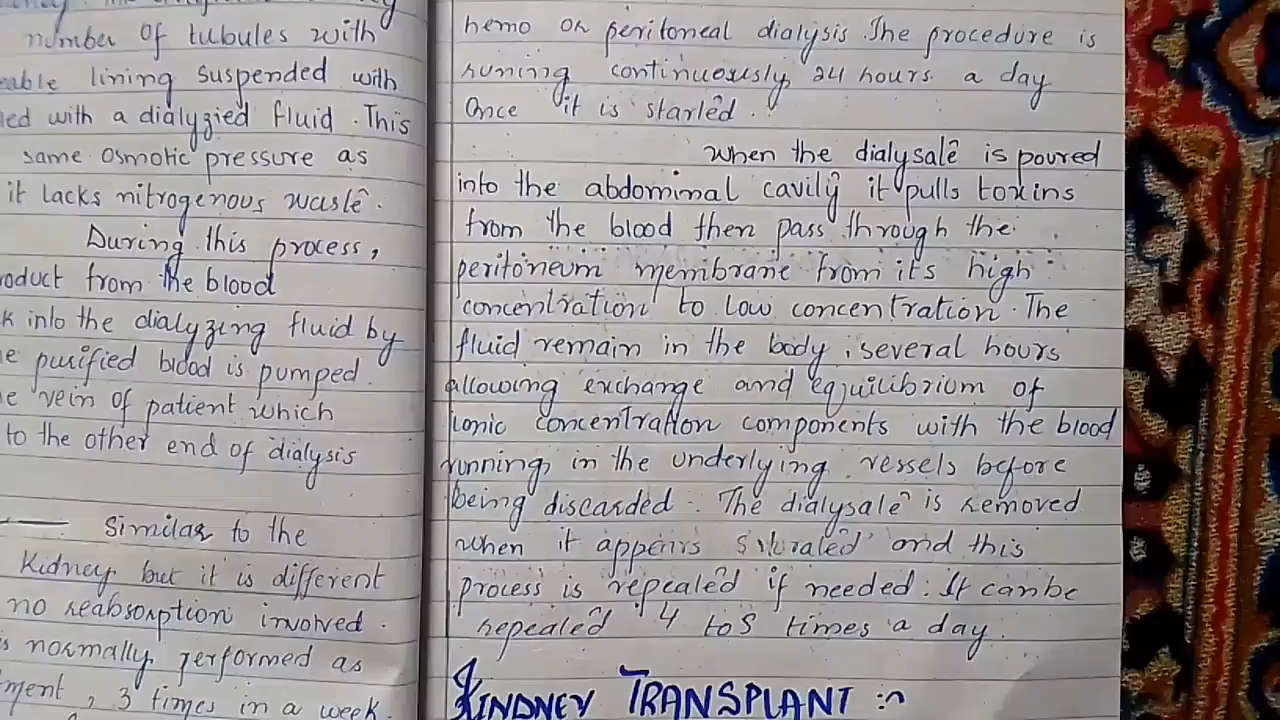 number of tubules with
eable lining suspended with
led with a dialyzied fluid. This
same osmotic pressure as
it lacks nitrogenous waste.
During this process,
roduct from the blood
k into the dialyzing fluid by
e purified blood is pumped.
e vein of patient which
to the other end of dialysis
Similar to the
Kidney but it is different
no reabsorption involved.
s normally performed as
ment, 3 times in a week.
hemo or peritoneal dialysis. The procedure is
runing continuously 24 hours a day
once it is started.
When the dialysate is poured
into the abdominal cavity it pulls toxins
from the blood then pass through the
peritoneum membrane from its high
concentration to low concentration. The
fluid remain in the body, several hours
allowing exchange and equilibrium of
ionic concentration components with the blood
running in the underlying vessels before
being discarded. The dialysate is removed
when it appears and this
process is repeated if needed. It can be
repeated 4 to 5 times a day.
KINDNEY TRANSPLANT :~